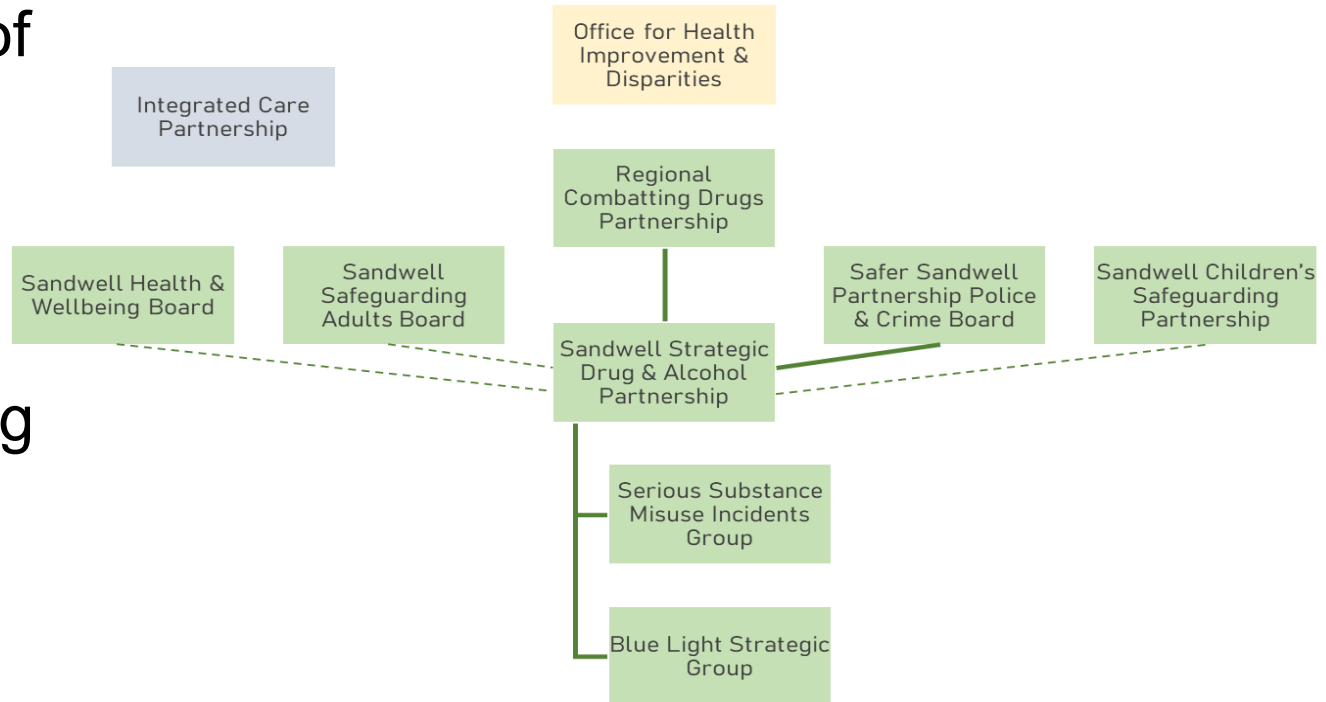 of
Office for Health
Improvement &
Disparities
Integrated Care
Partnership
Regional
Combatting Drugs
Partnership
Sandwell Health &
Wellbeing Board
Sandwell
Safeguarding
Adults Board
Safer Sandwell
Partnership Police
& Crime Board
Sandwell Children's
Safeguarding
Partnership
Sandwell Strategic
Drug & Alcohol
Partnership
g
Serious Substance
Misuse Incidents
Group
Blue Light Strategic
Group